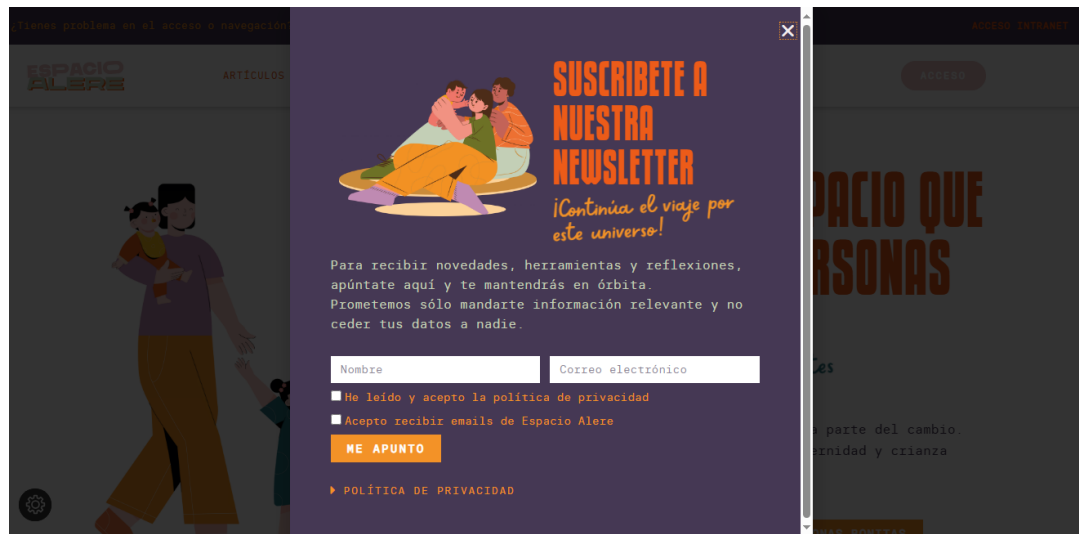 ¿Tienes problema en el acceso o navegación
ACCESO INTRANET
ESPACIO
ALERE
ARTÍCULOS
ACCESO
SUSCRIBETE A
NUESTRA
NEWSLETTER
¡Continúa el viaje por
este universo!
Para recibir novedades, herramientas y reflexiones,
apúntate aquí y te mantendrás en órbita.
Prometemos sólo mandarte información relevante y no
ceder tus datos a nadie.
Nombre
Correo electrónico
He leído y acepto la política de privacidad
Acepto recibir emails de Espacio Alere
ME APUNTO
POLÍTICA DE PRIVACIDAD
PACIO QUE
RSONAS
tes
a parte del cambio.
ernidad y crianza